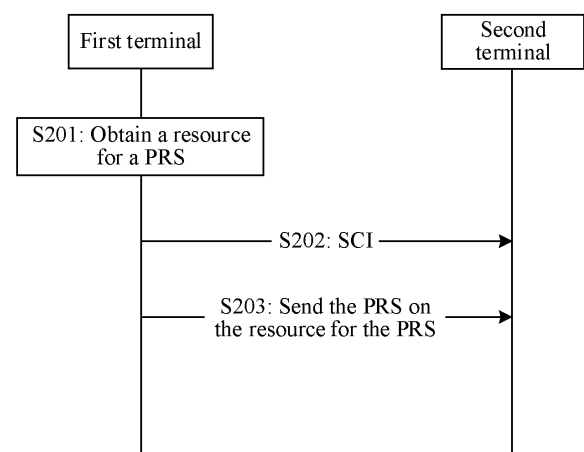 First terminal
Second
terminal
S201: Obtain a resource
for a PRS
S202: SCI
S203: Send the PRS on
the resource for the PRS